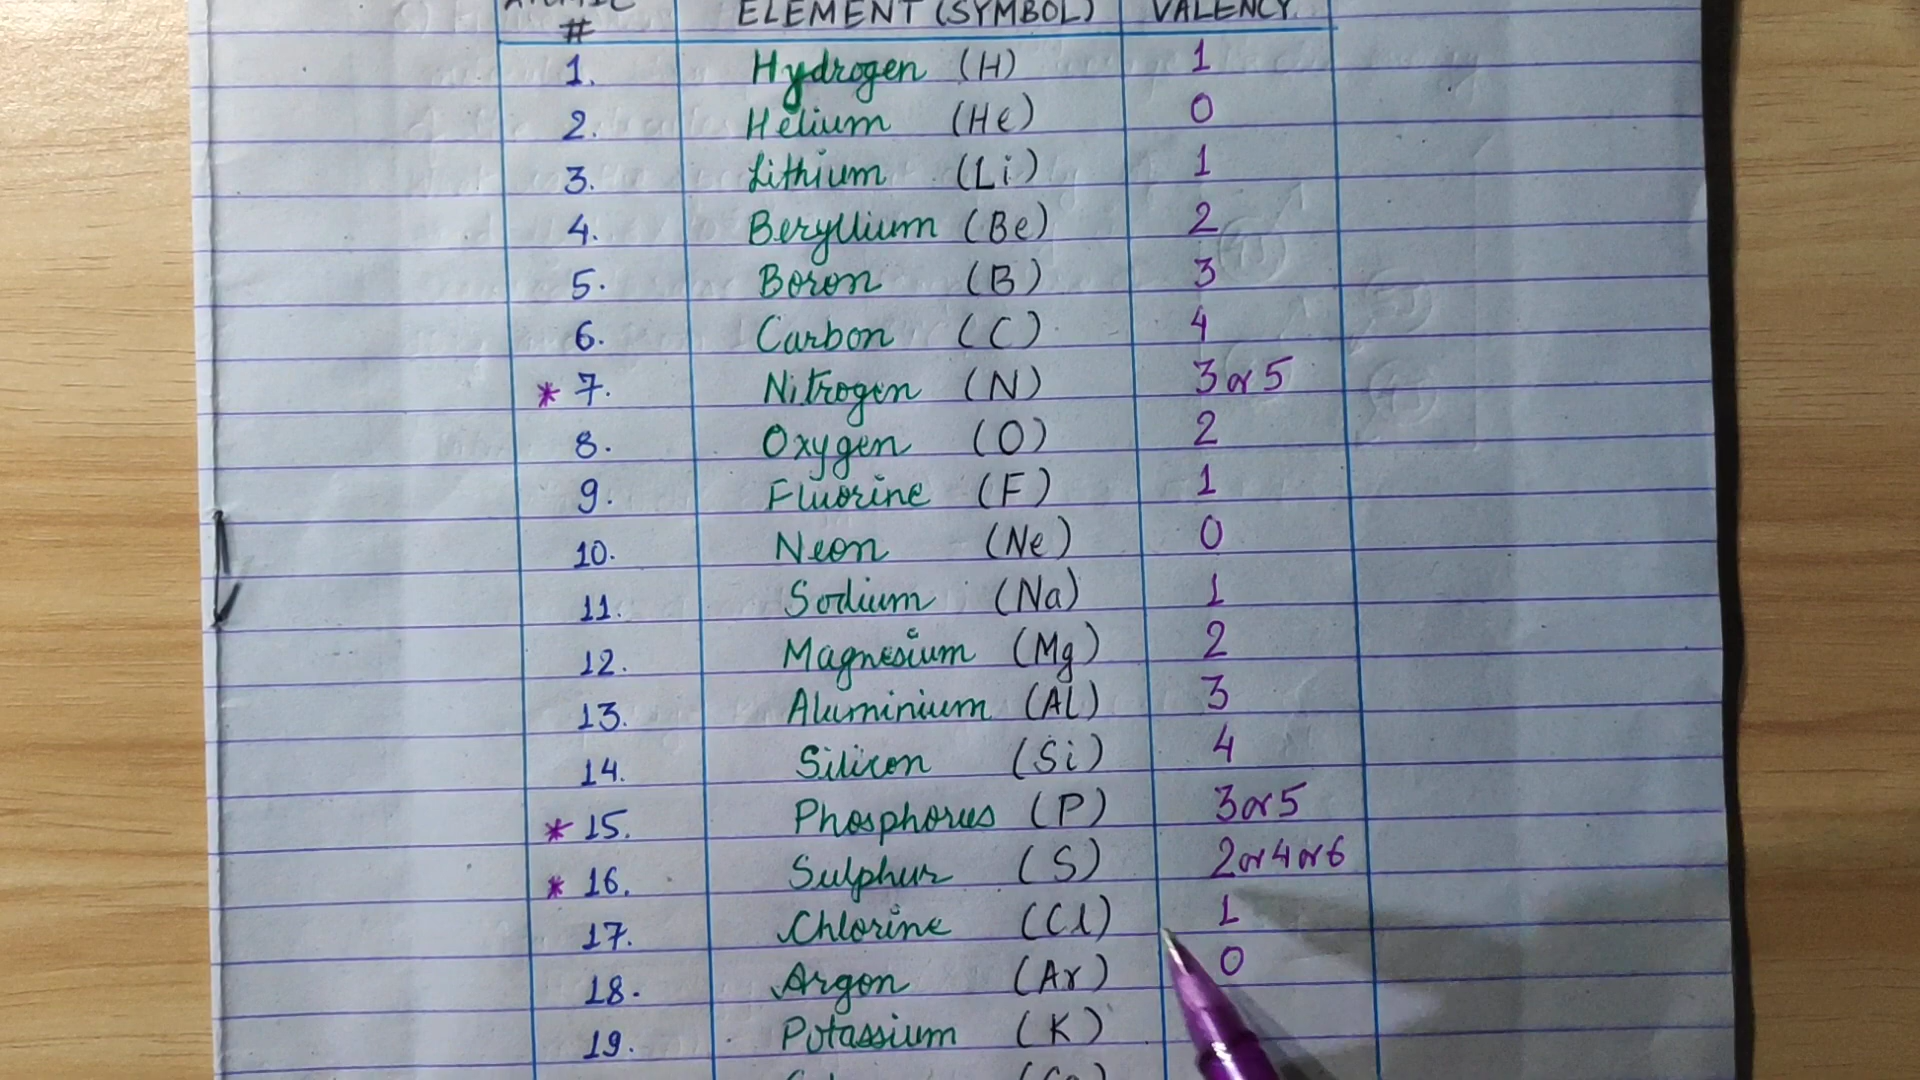 ATOMIC ELEMENT (SYMBOL) VALENCY
#
1. Hydrogen (H) 1
2. Helium (He) 0
3. Lithium (Li) 1
4. Beryllium (Be) 2
5. Boron (B) 3
6. Carbon (C) 4
* 7. Nitrogen (N) 3 or 5
8. Oxygen (O) 2
9. Fluorine (F) 1
10. Neon (Ne) 0
11. Sodium (Na) 1
12. Magnesium (Mg) 2
13. Aluminium (Al) 3
14. Silicon (Si) 4
* 15. Phosphorus (P) 3 or 5
* 16. Sulphur (S) 2 or 4 or 6
17. Chlorine (Cl) 1
18. Argon (Ar) 0
19. Potassium (K)